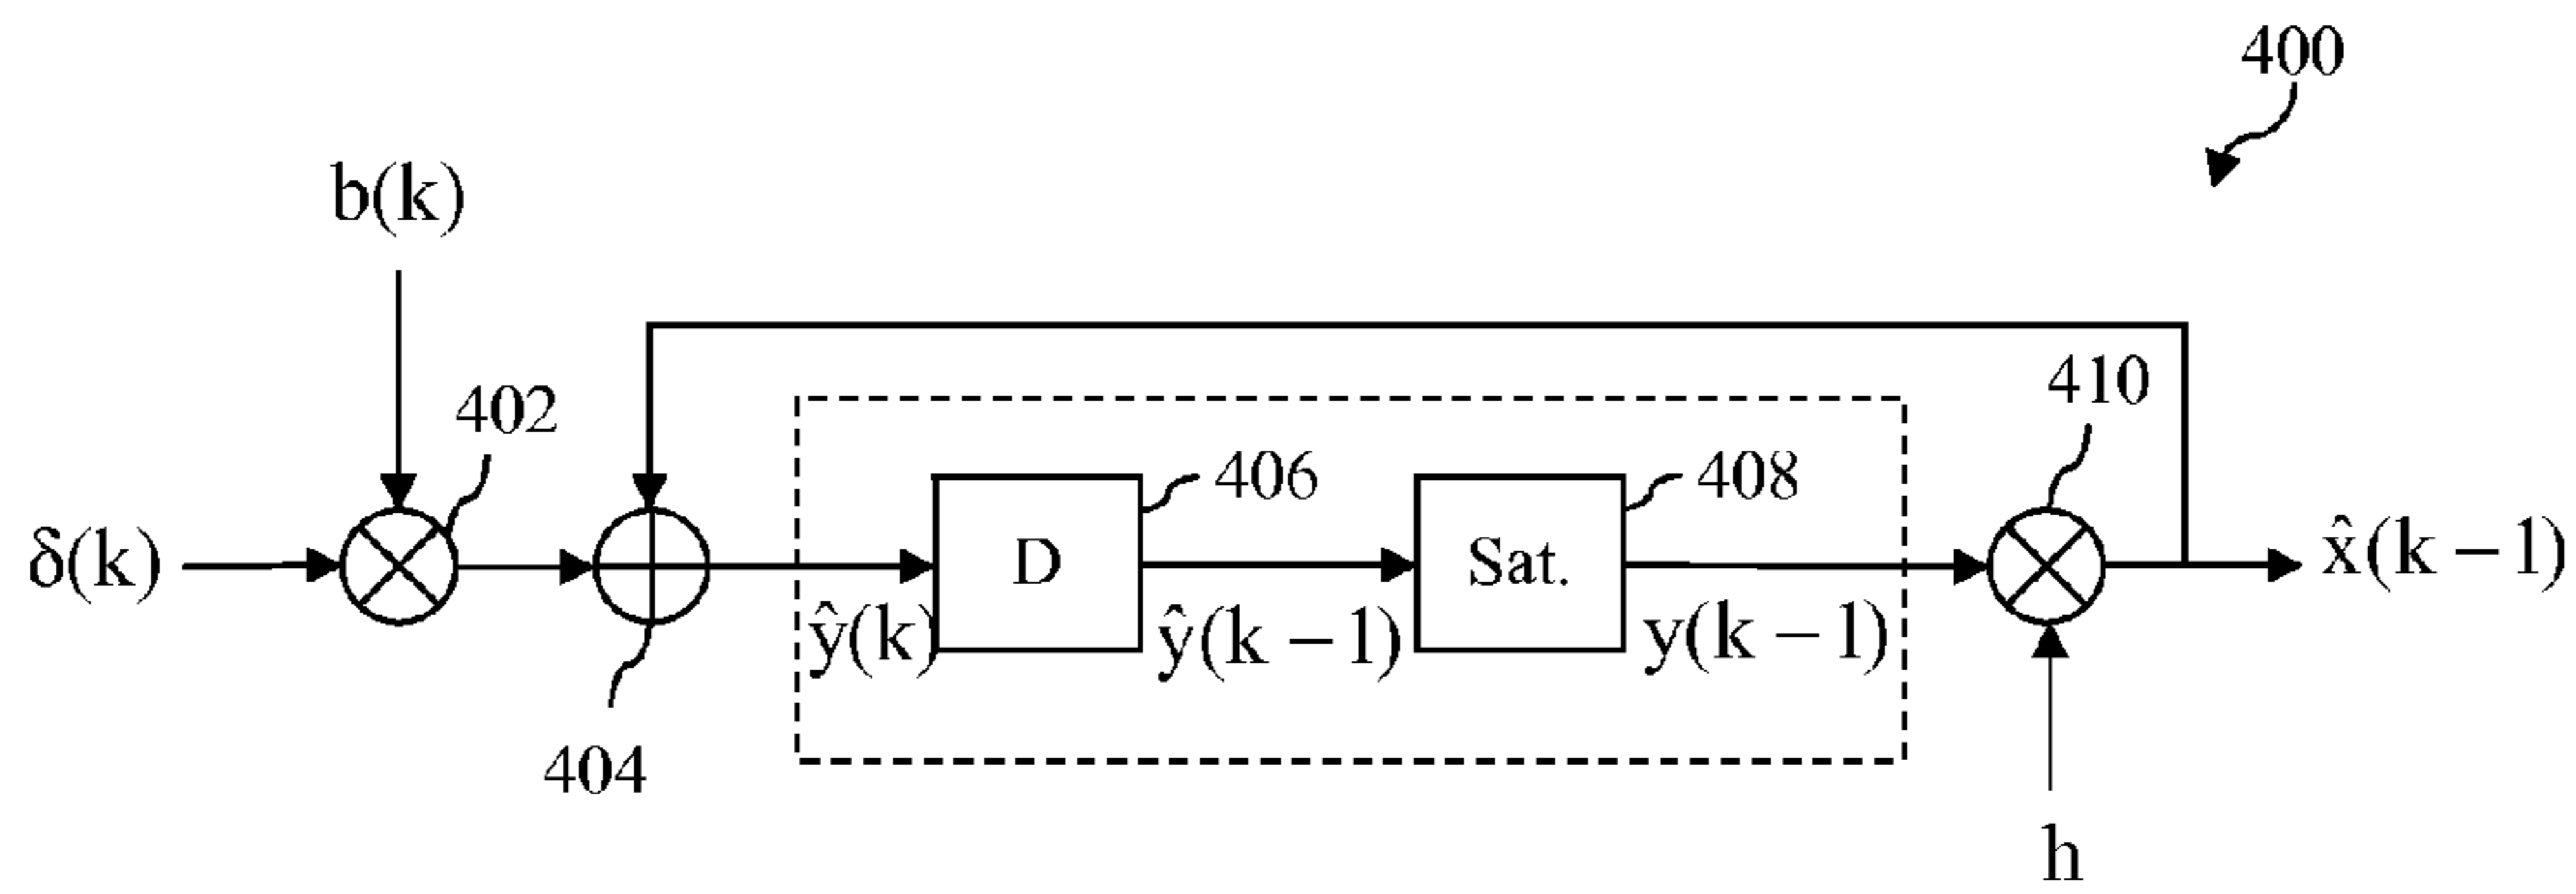 400
b(k)
410
402
406
408
δ(k)
D
Sat.
x̂(k − 1)
ŷ(k)
ŷ(k − 1)
y(k − 1)
404
h